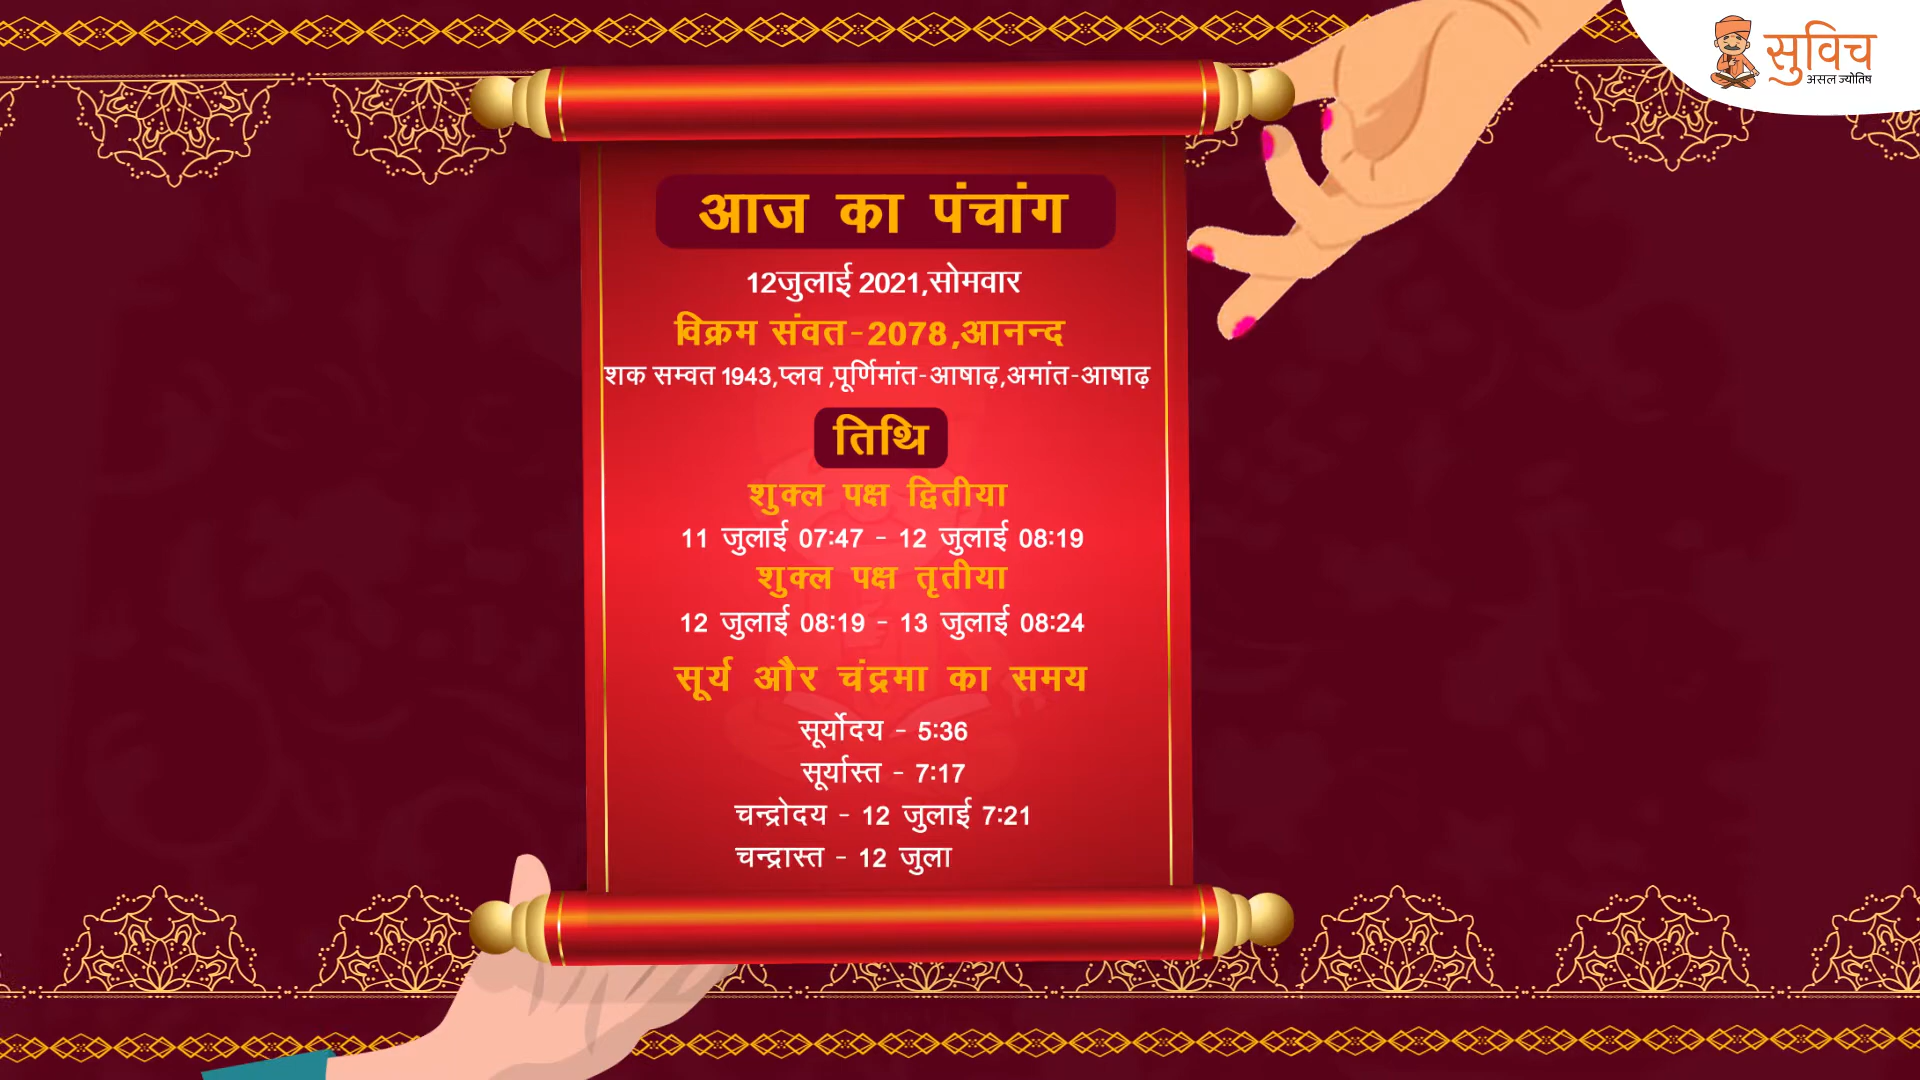 सुविच
असल ज्योतिष
आज का पंचांग
12जुलाई 2021,सोमवार
विक्रम संवत-2078,आनन्द
शक सम्वत 1943,प्लव ,पूर्णिमांत-आषाढ़,अमांत-आषाढ़
तिथि
शुक्ल पक्ष द्वितीया
11 जुलाई 07:47 - 12 जुलाई 08:19
शुक्ल पक्ष तृतीया
12 जुलाई 08:19 - 13 जुलाई 08:24
सूर्य और चंद्रमा का समय
सूर्योदय - 5:36
सूर्यास्त - 7:17
चन्द्रोदय - 12 जुलाई 7:21
चन्द्रास्त - 12 जुला